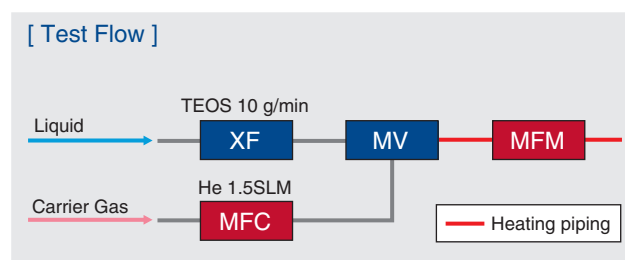 [ Test Flow ]
TEOS 10 g/min
Liquid
XF
MV
MFM
He 1.5SLM
Carrier Gas
MFC
Heating piping